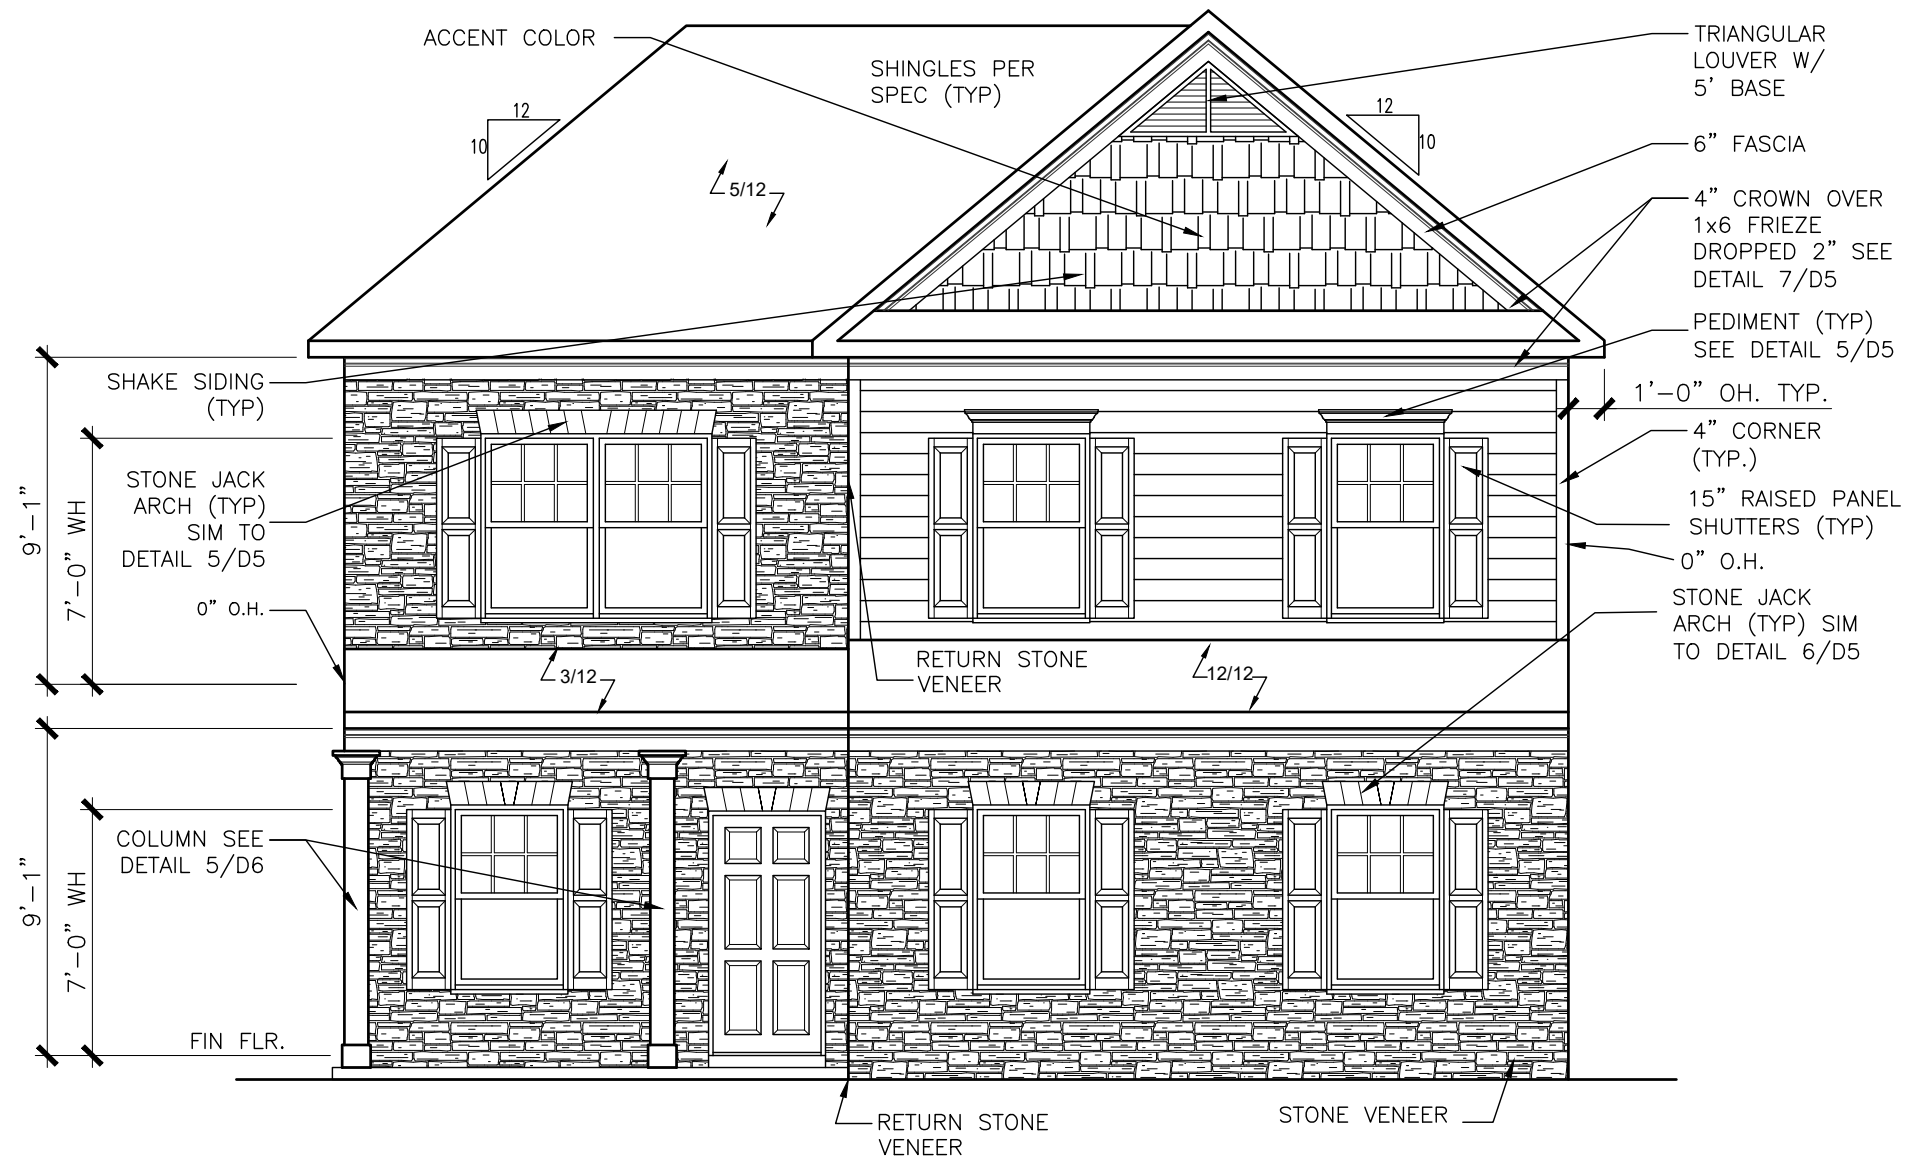 ACCENT COLOR
SHINGLES PER
SPEC (TYP)
TRIANGULAR
LOUVER W/
5' BASE
12
10
12
10
6" FASCIA
5/12
4" CROWN OVER
1x6 FRIEZE
DROPPED 2" SEE
DETAIL 7/D5
PEDIMENT (TYP)
SEE DETAIL 5/D5
SHAKE SIDING
(TYP)
1'-0" OH. TYP.
4" CORNER
(TYP.)
STONE JACK
ARCH (TYP)
SIM TO
DETAIL 5/D5
9'-1"
7'-0" WH
15" RAISED PANEL
SHUTTERS (TYP)
0" O.H.
0" O.H.
STONE JACK
ARCH (TYP) SIM
TO DETAIL 6/D5
RETURN STONE
VENEER
3/12
12/12
COLUMN SEE
DETAIL 5/D6
9'-1"
7'-0" WH
FIN FLR.
RETURN STONE
VENEER
STONE VENEER